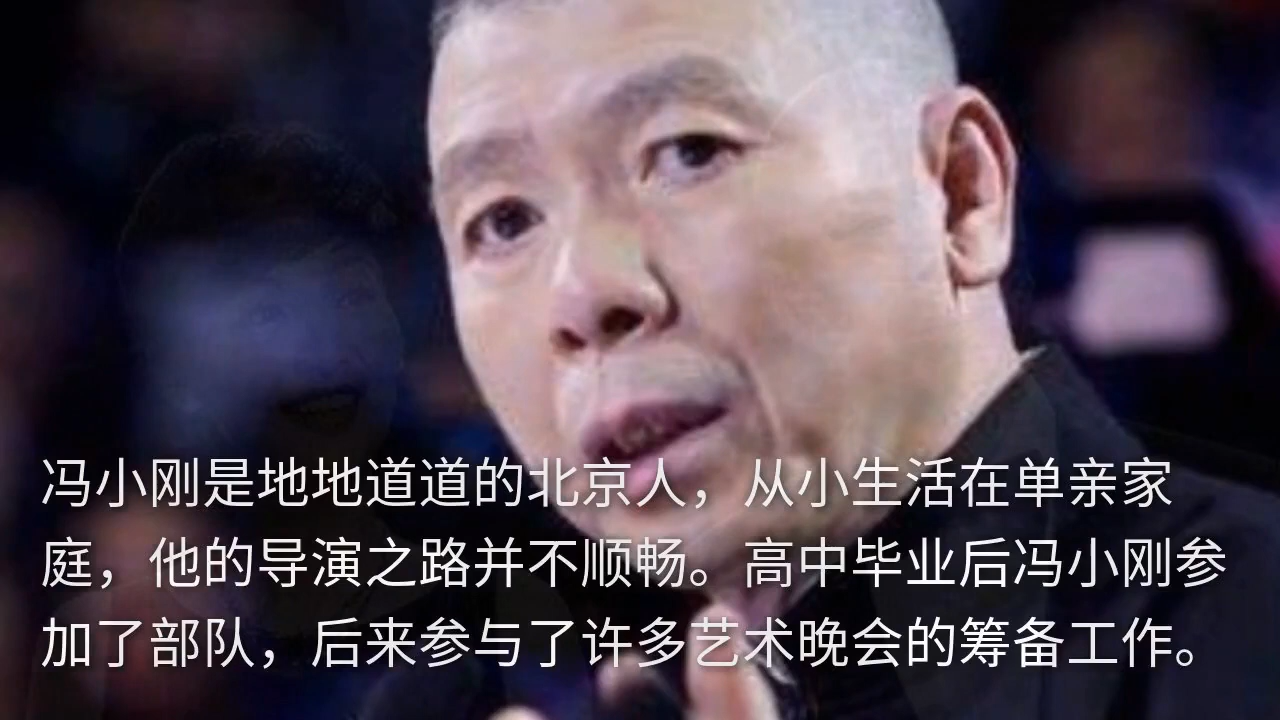 冯小刚是地地道道的北京人，从小生活在单亲家
庭，他的导演之路并不顺畅。高中毕业后冯小刚参
加了部队，后来参与了许多艺术晚会的筹备工作。